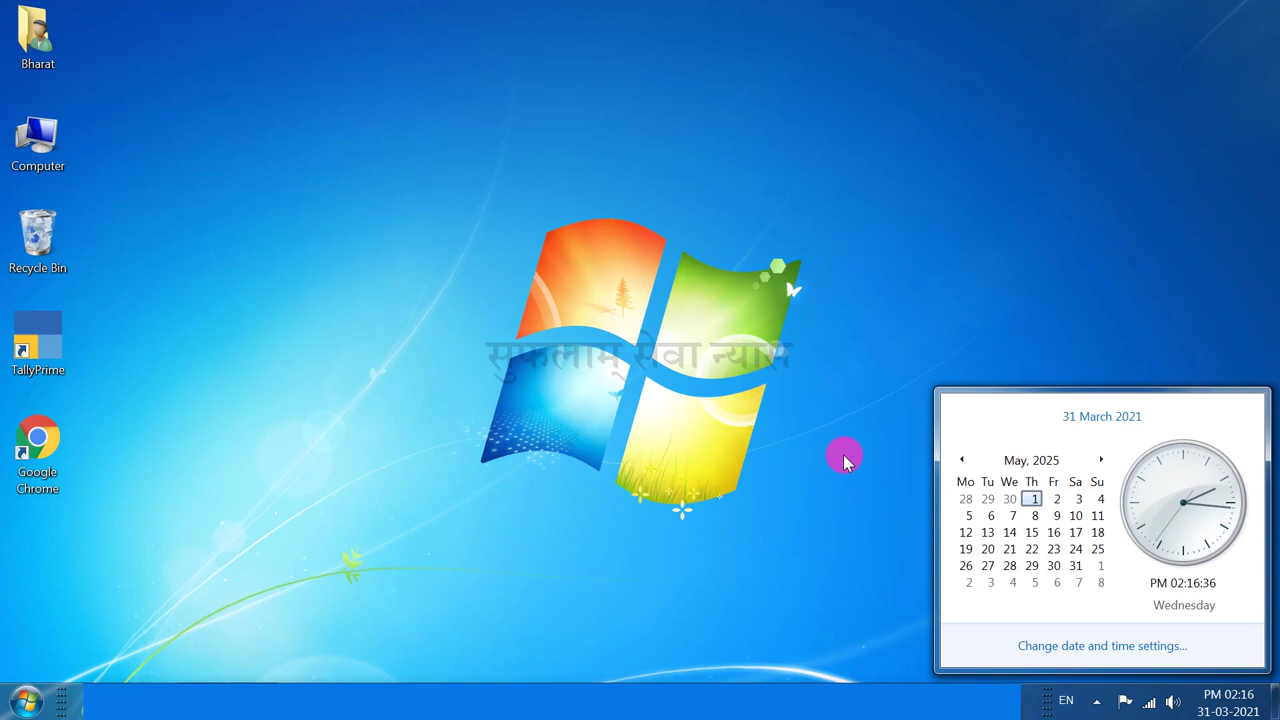 Bharat
Computer
Recycle Bin
TallyPrime
Google
Chrome
सुफलाम् सेवा न्यास
31 March 2021
May, 2025
Mo Tu We Th Fr Sa Su
28 29 30 1 2 3 4
5 6 7 8 9 10 11
12 13 14 15 16 17 18
19 20 21 22 23 24 25
26 27 28 29 30 31 1
2 3 4 5 6 7 8
PM 02:16:36
Wednesday
Change date and time settings...
EN
PM 02:16
31-03-2021